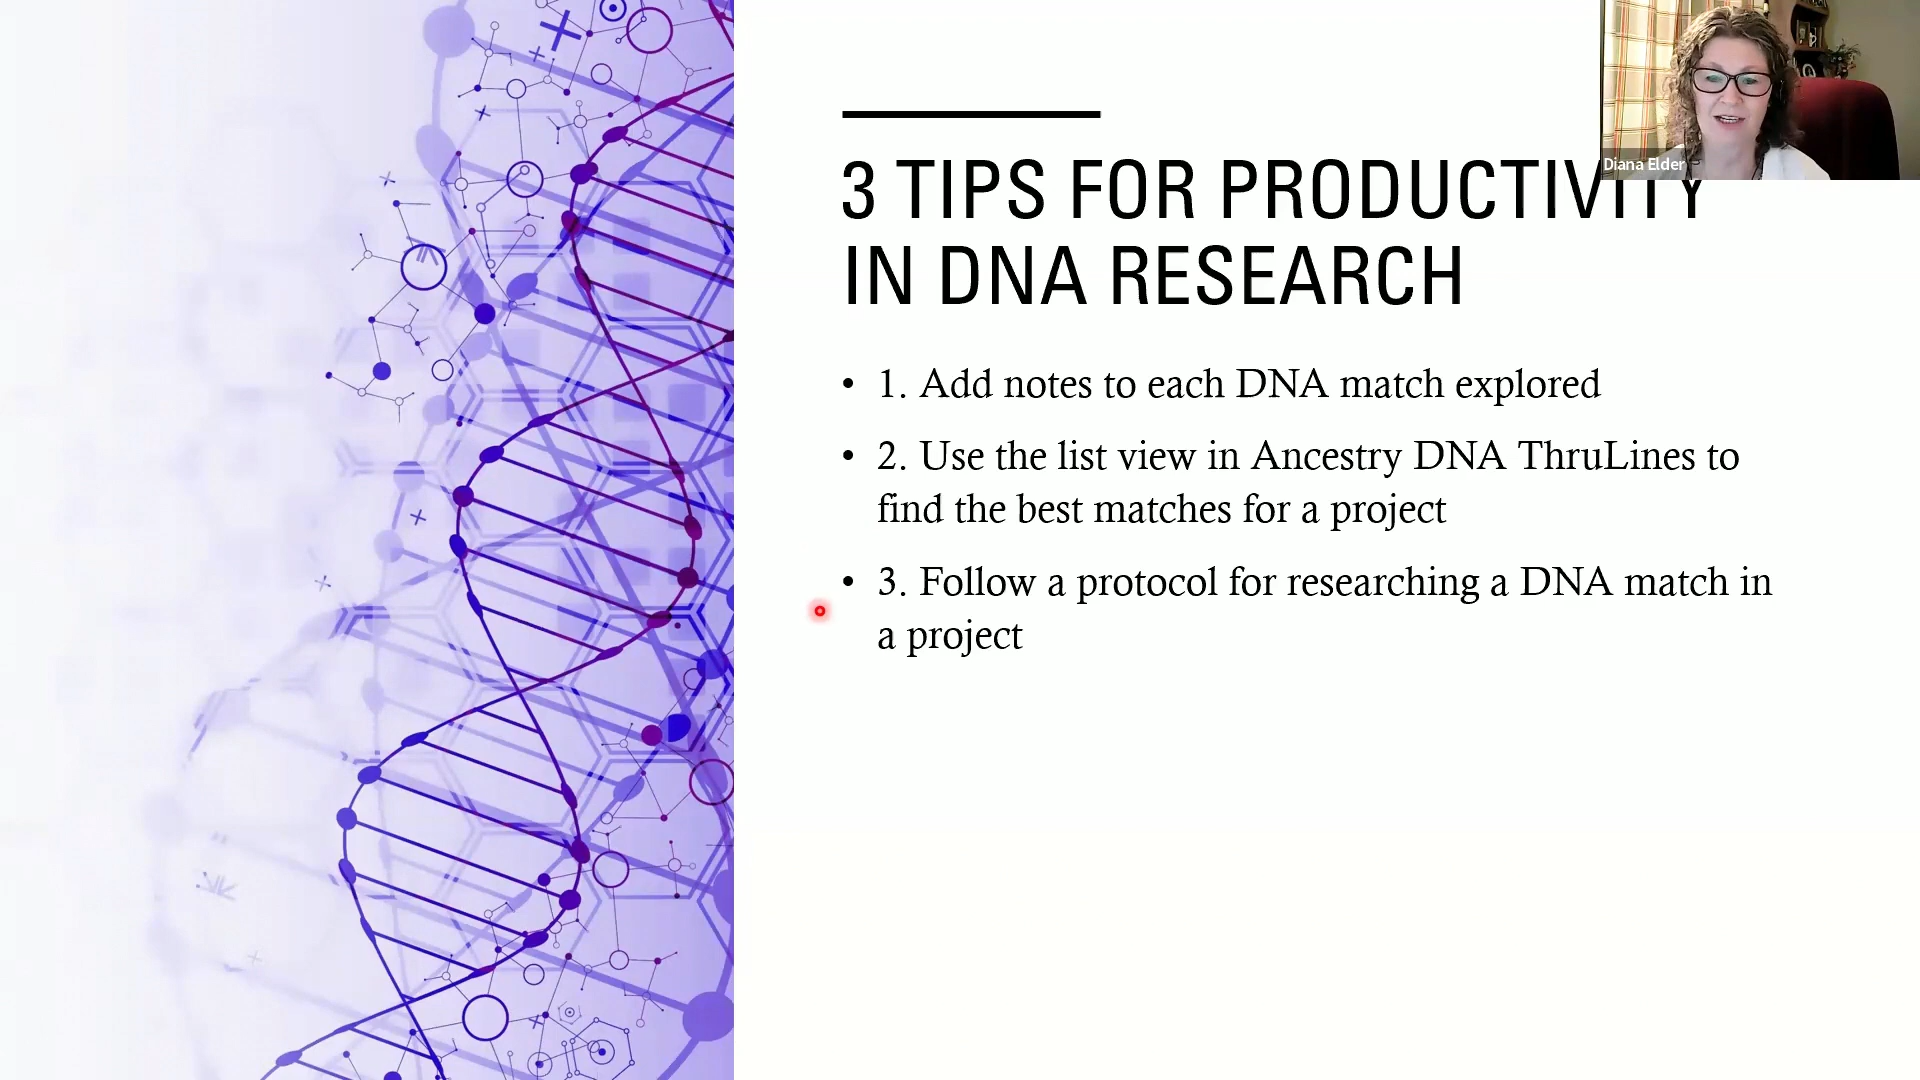 Diana Elder
3 TIPS FOR PRODUCTIVITY
IN DNA RESEARCH
• 1. Add notes to each DNA match explored
• 2. Use the list view in Ancestry DNA ThruLines to
find the best matches for a project
• 3. Follow a protocol for researching a DNA match in
a project